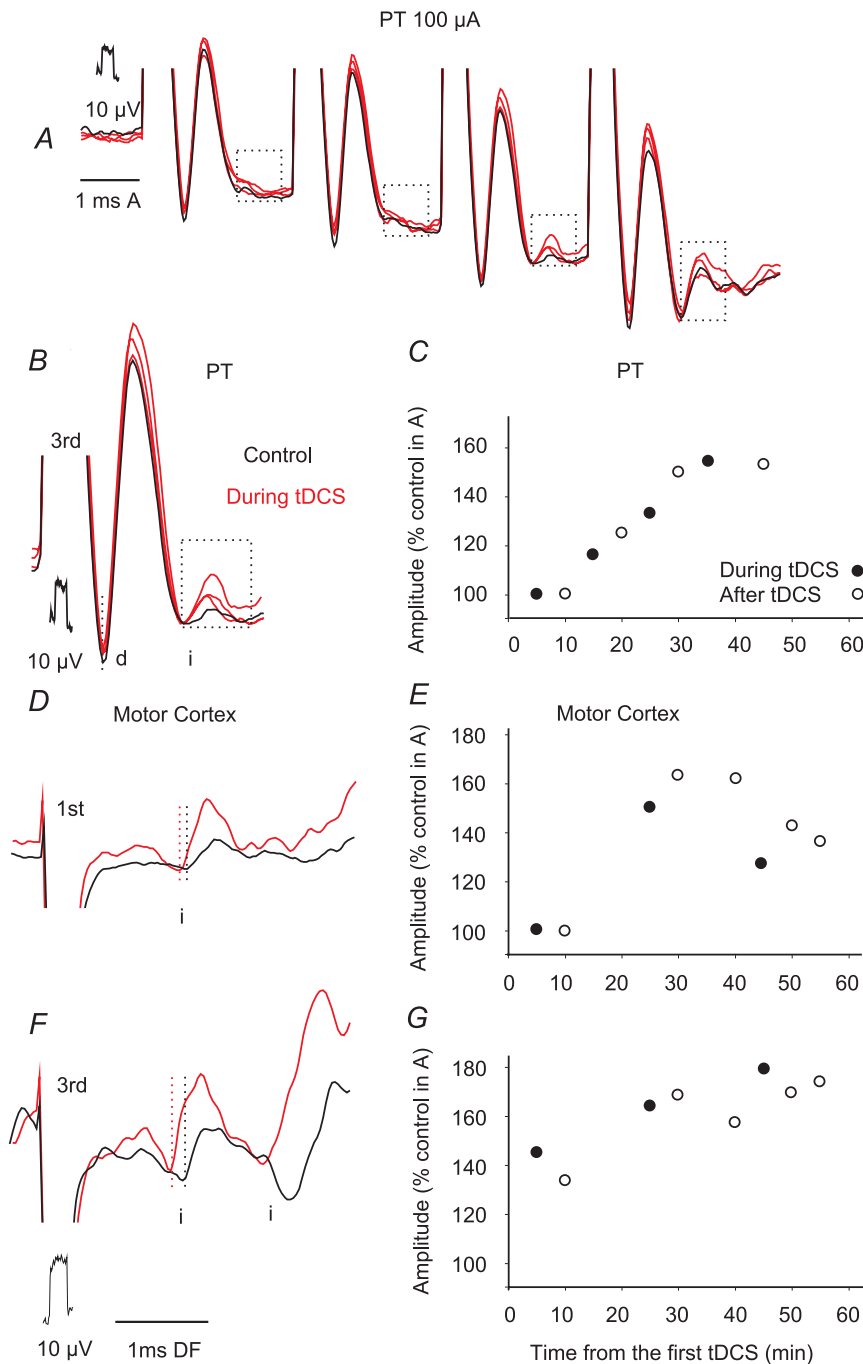 PT 100 µA
10 µV
A
1 ms A
B
PT
3rd
Control
During tDCS
10 µV
d
i
C
PT
Amplitude (% control in A)
160
140
120
100
During tDCS
After tDCS
0 10 20 30 40 50 60
D
Motor Cortex
1st
i
E
Motor Cortex
Amplitude (% control in A)
180
160
140
120
100
0 10 20 30 40 50 60
F
3rd
i
i
10 µV
1ms DF
G
Amplitude (% control in A)
180
160
140
120
100
0 10 20 30 40 50 60
Time from the first tDCS (min)